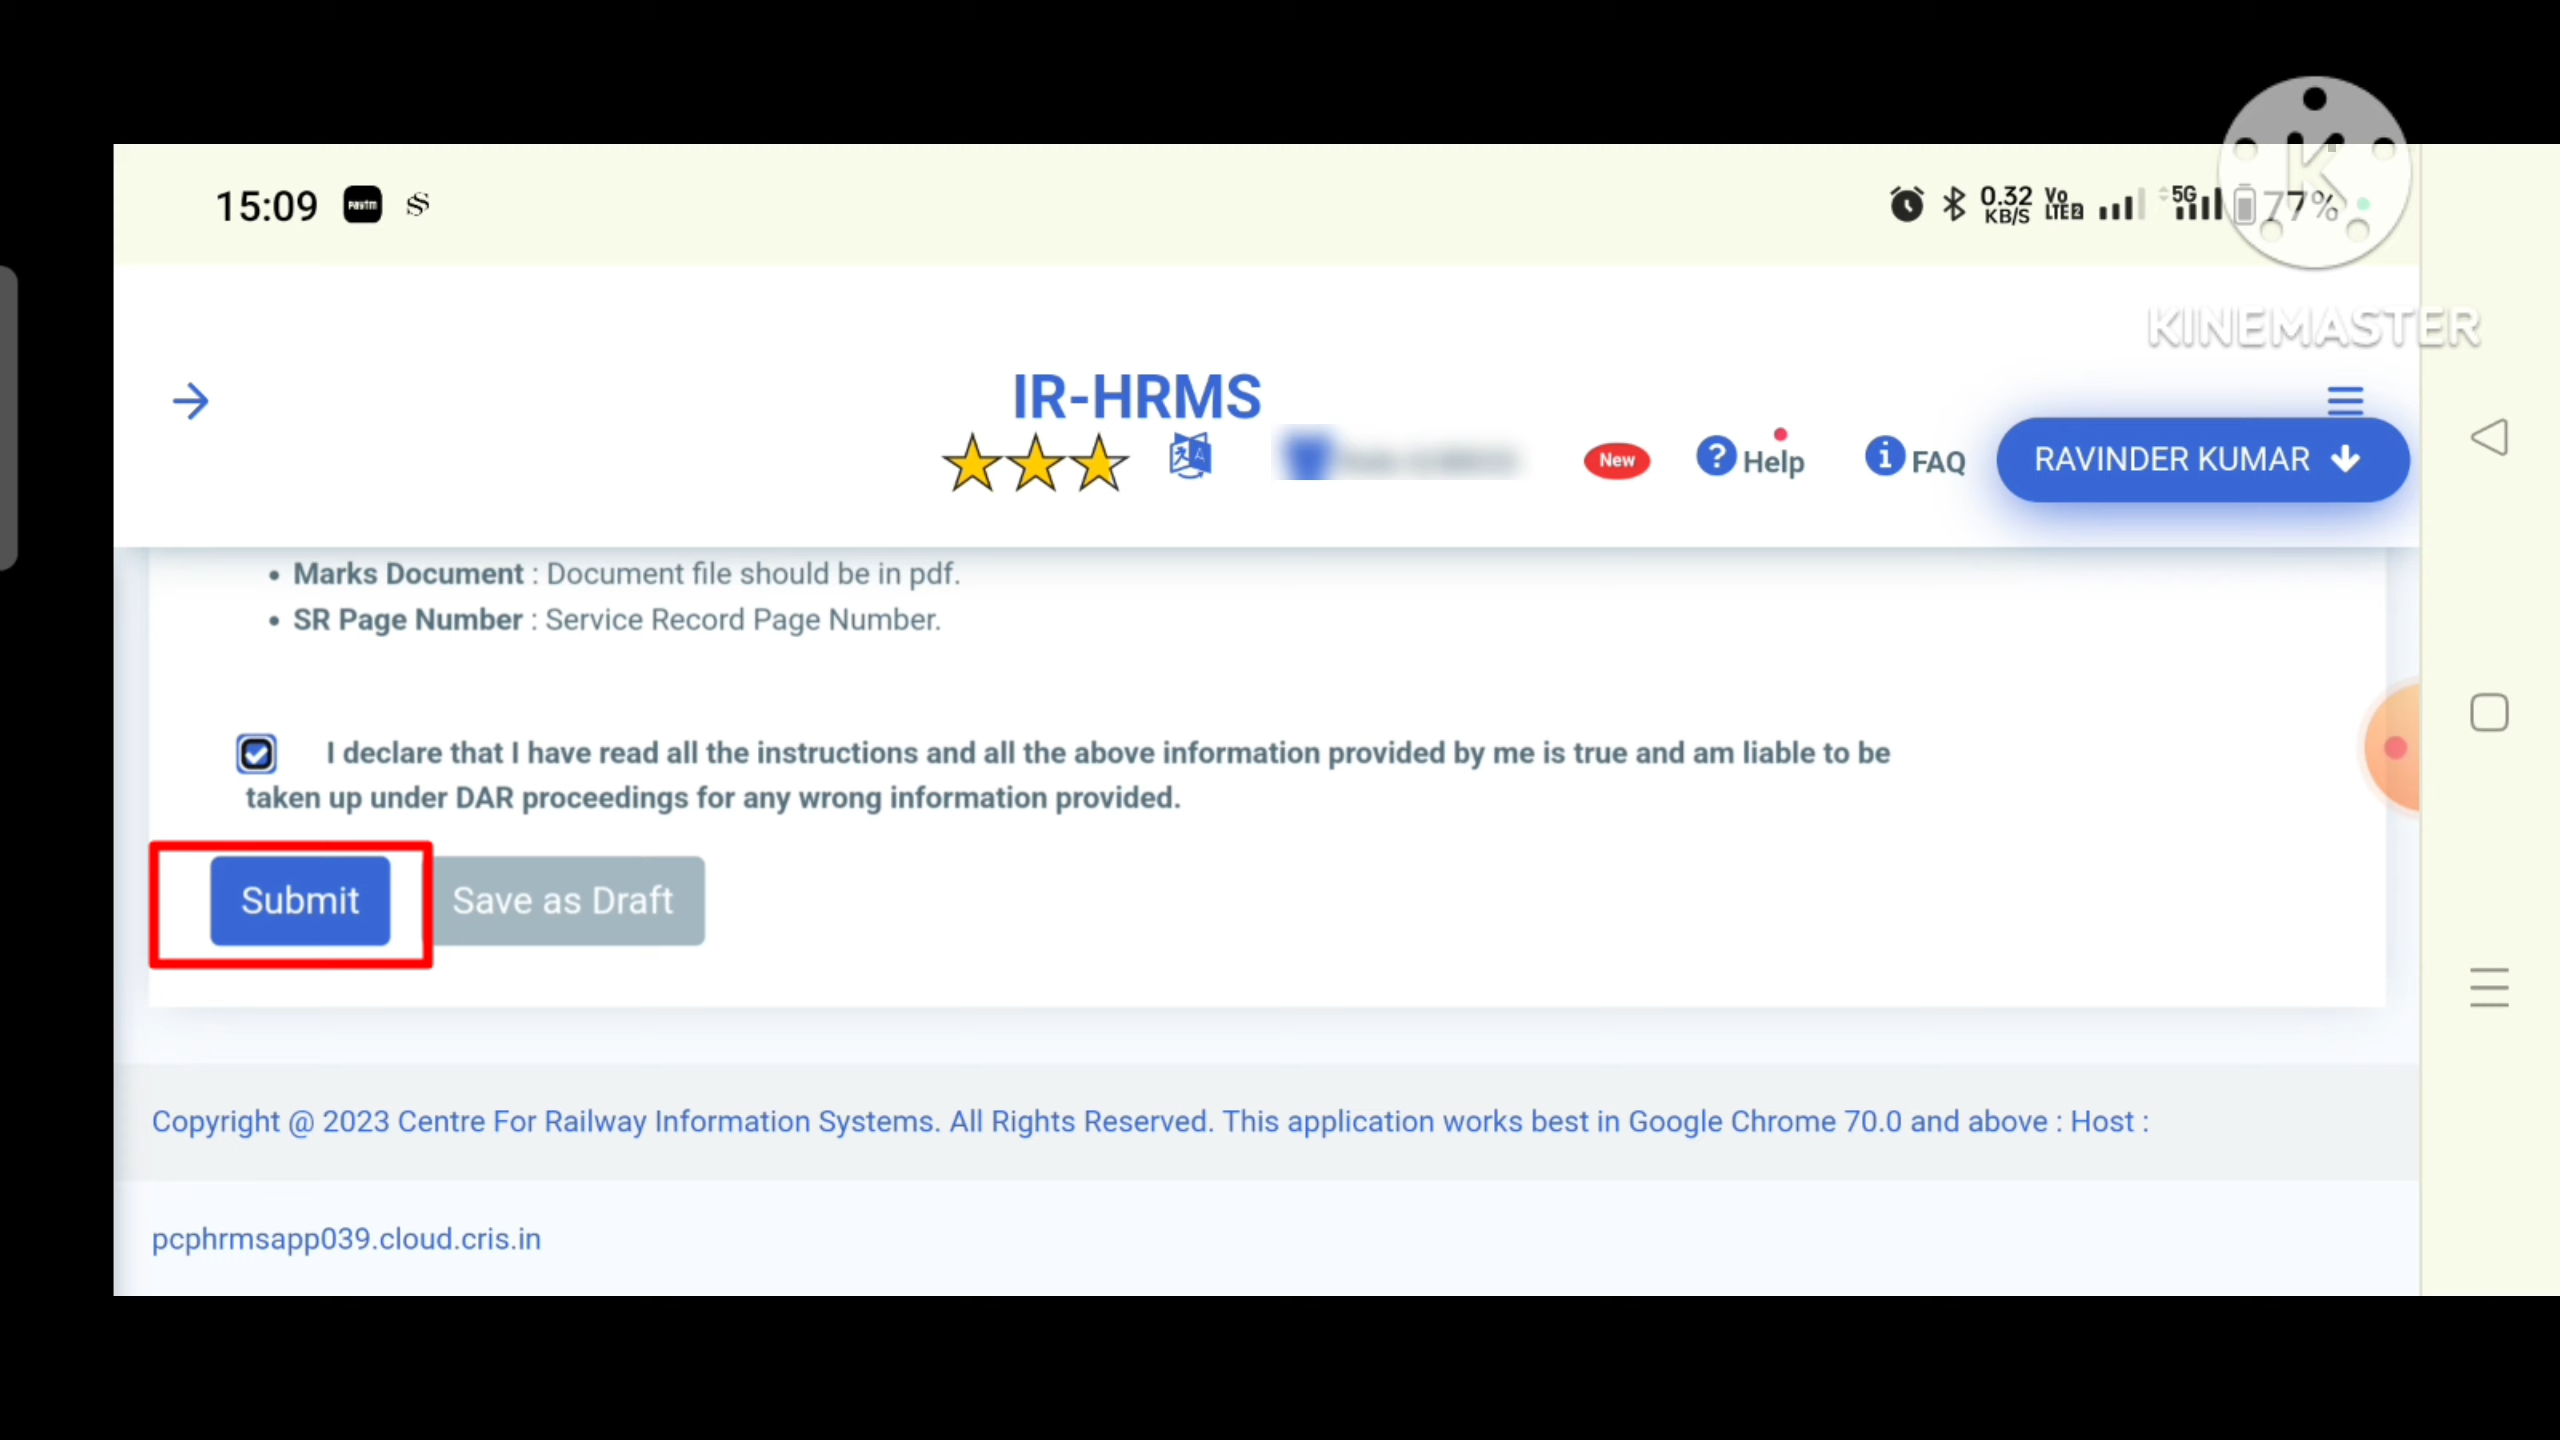 15:09 Paytm 0.32 KB/S Vo LTE2 5G 77%
KINEMASTER
IR-HRMS
New Help FAQ RAVINDER KUMAR
• Marks Document : Document file should be in pdf.
• SR Page Number : Service Record Page Number.
I declare that I have read all the instructions and all the above information provided by me is true and am liable to be
taken up under DAR proceedings for any wrong information provided.
Submit Save as Draft
Copyright @ 2023 Centre For Railway Information Systems. All Rights Reserved. This application works best in Google Chrome 70.0 and above : Host :
pcphrmsapp039.cloud.cris.in